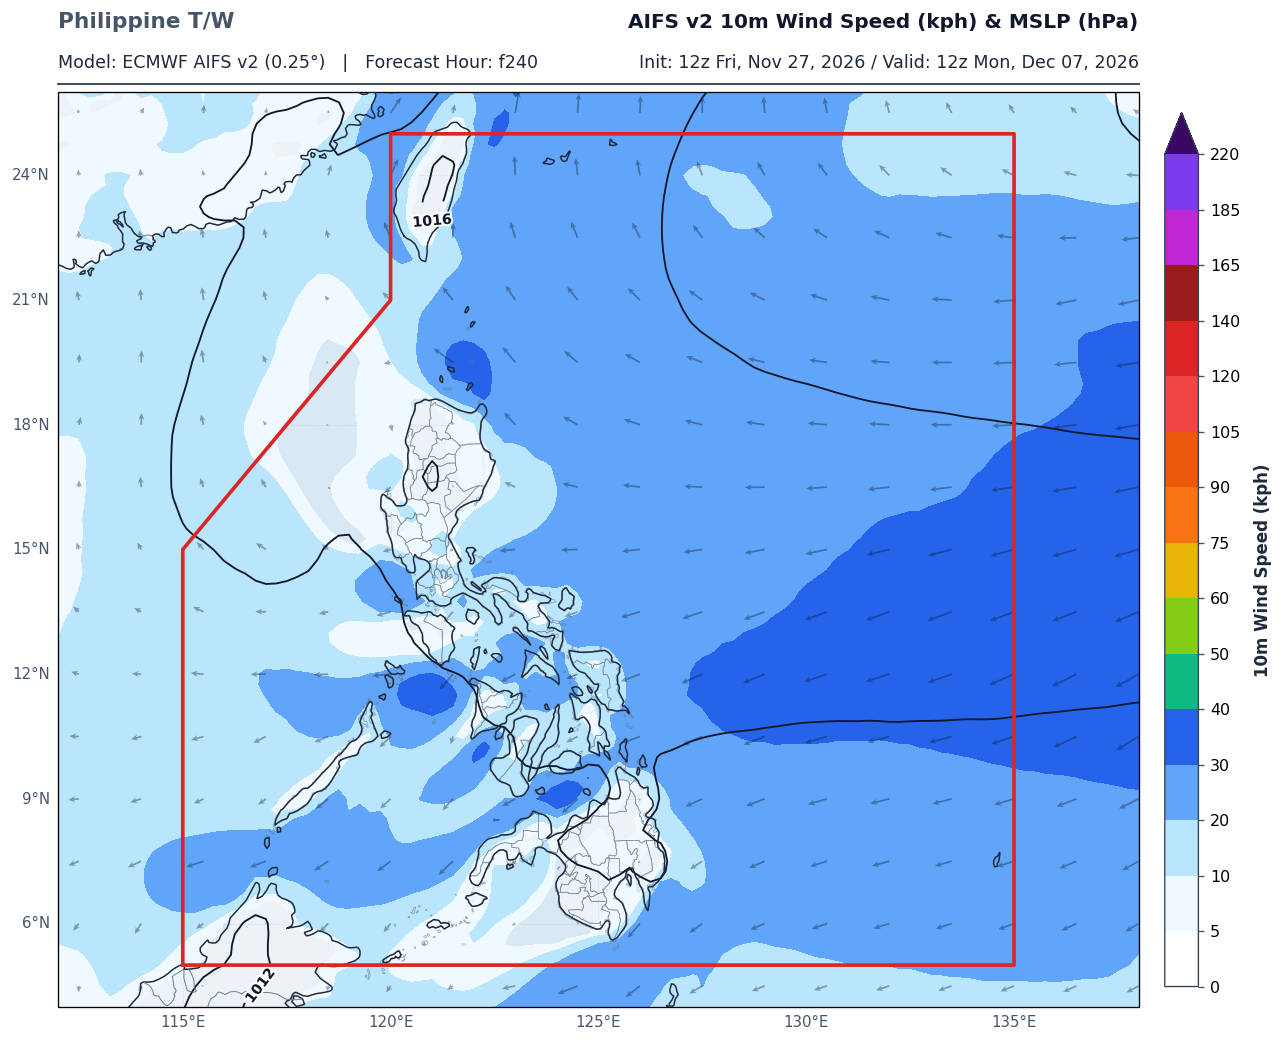 Philippine T/W
AIFS v2 10m Wind Speed (kph) & MSLP (hPa)
Model: ECMWF AIFS v2 (0.25°) | Forecast Hour: f240
Init: 12z Fri, Nov 27, 2026 / Valid: 12z Mon, Dec 07, 2026
24°N
21°N
18°N
15°N
12°N
9°N
6°N
1016
1012
115°E
120°E
125°E
130°E
135°E
220
185
165
140
120
105
90
75
60
50
40
30
20
10
5
0
10m Wind Speed (kph)